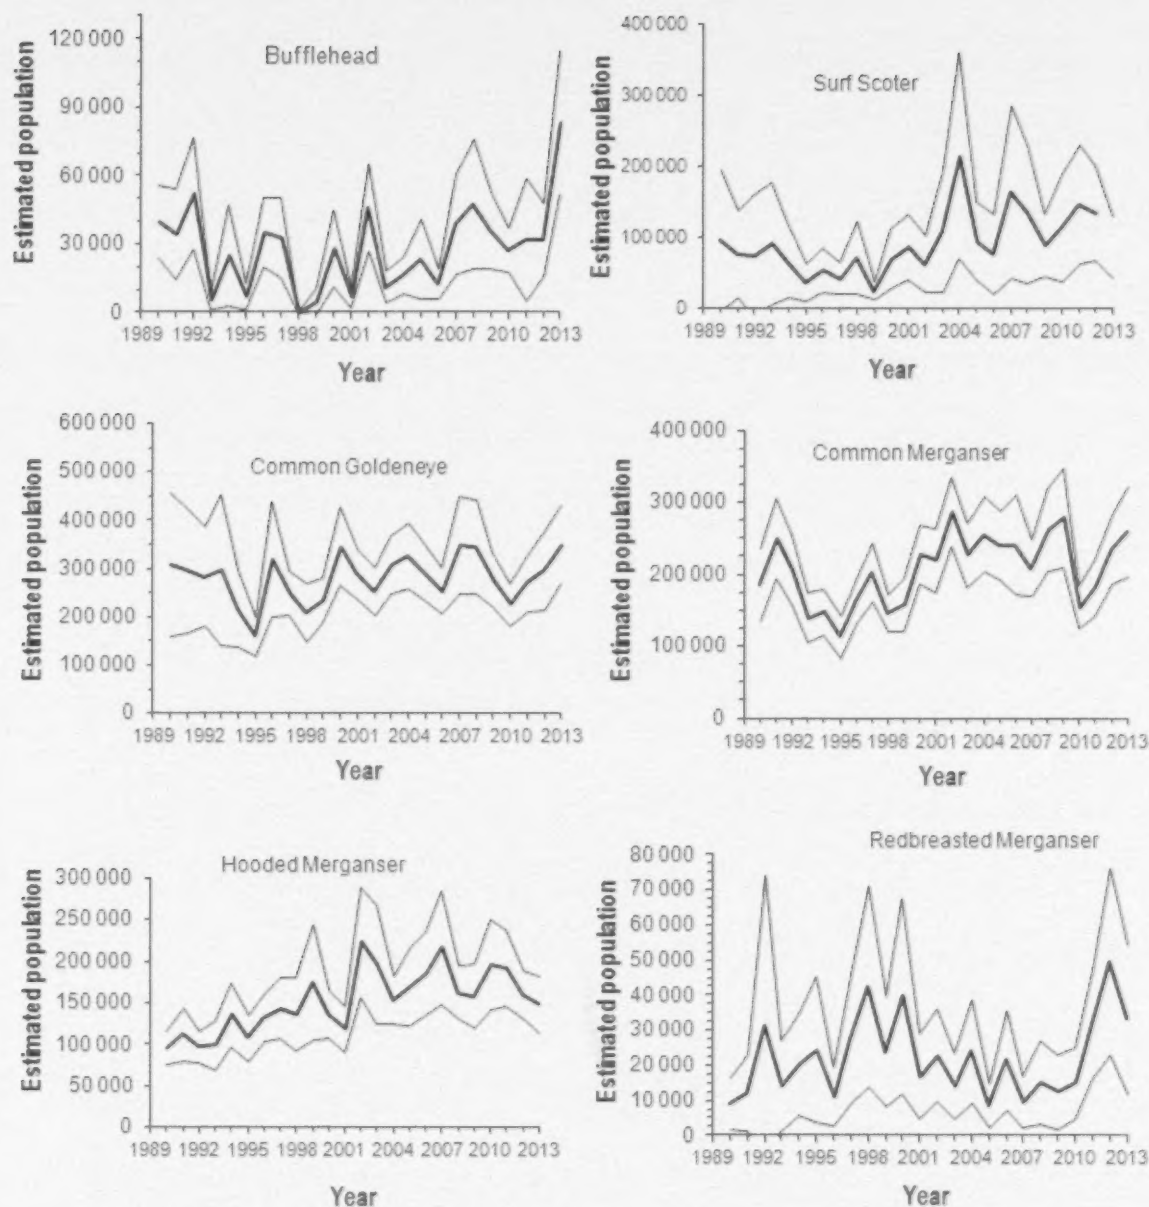 Bufflehead
Estimated population
120 000
90 000
60 000
30 000
0
1989 1992 1995 1998 2001 2004 2007 2010 2013
Year
Surf Scoter
Estimated population
400 000
300 000
200 000
100 000
0
1989 1992 1995 1998 2001 2004 2007 2010 2013
Year
Common Goldeneye
Estimated population
600 000
500 000
400 000
300 000
200 000
100 000
0
1989 1992 1995 1998 2001 2004 2007 2010 2013
Year
Common Merganser
Estimated population
400 000
300 000
200 000
100 000
0
1989 1992 1995 1998 2001 2004 2007 2010 2013
Year
Hooded Merganser
Estimated population
300 000
250 000
200 000
150 000
100 000
50 000
0
1989 1992 1995 1998 2001 2004 2007 2010 2013
Year
Redbreasted Merganser
Estimated population
80 000
70 000
60 000
50 000
40 000
30 000
20 000
10 000
0
1989 1992 1995 1998 2001 2004 2007 2010 2013
Year